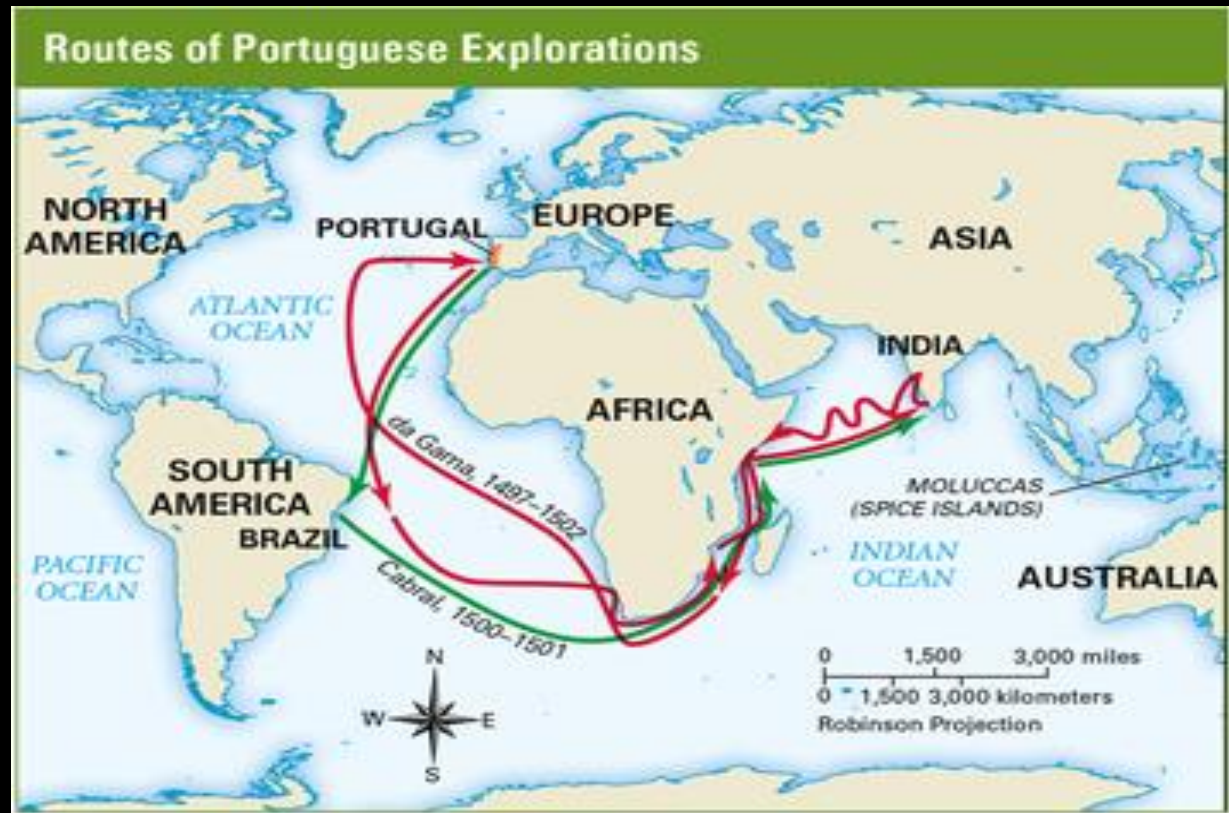 Routes of Portuguese Explorations
NORTH
AMERICA
PORTUGAL
EUROPE
ASIA
ATLANTIC
OCEAN
INDIA
AFRICA
da Gama, 1497–1502
SOUTH
AMERICA
BRAZIL
MOLUCCAS
(SPICE ISLANDS)
PACIFIC
OCEAN
INDIAN
OCEAN
AUSTRALIA
Cabral, 1500–1501
N
W
E
S
0 1,500 3,000 miles
0 1,500 3,000 kilometers
Robinson Projection